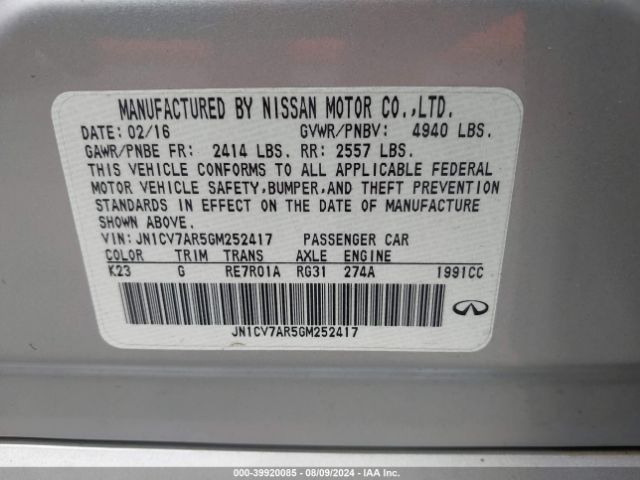 MANUFACTURED BY NISSAN MOTOR CO.,LTD.
DATE: 02/16 GVWR/PNBV: 4940 LBS.
GAWR/PNBE FR: 2414 LBS. RR: 2557 LBS.
THIS VEHICLE CONFORMS TO ALL APPLICABLE FEDERAL
MOTOR VEHICLE SAFETY,BUMPER,AND THEFT PREVENTION
STANDARDS IN EFFECT ON THE DATE OF MANUFACTURE
SHOWN ABOVE.
VIN: JN1CV7AR5GM252417 PASSENGER CAR
COLOR TRIM TRANS AXLE ENGINE
K23 G RE7R01A RG31 274A 1991CC
JN1CV7AR5GM252417
000-39920085 - 08/09/2024 - IAA Inc.